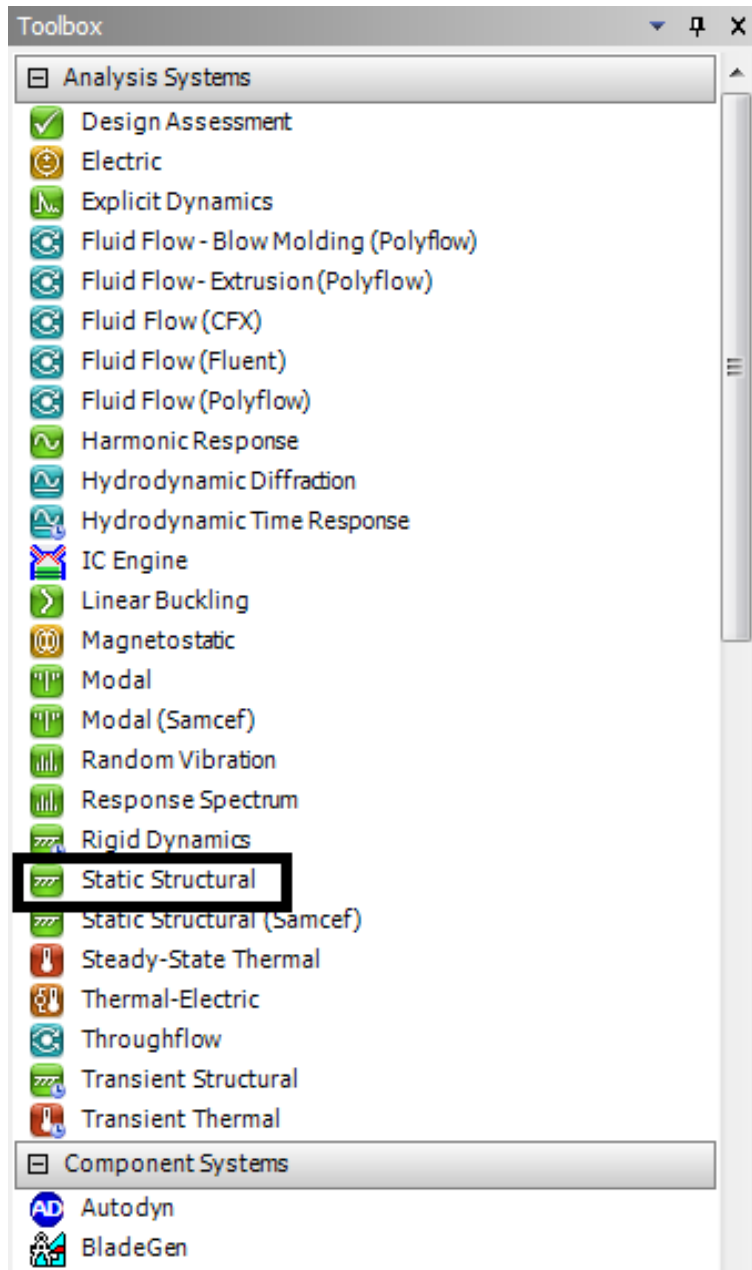 Toolbox
Analysis Systems
Design Assessment
Electric
Explicit Dynamics
Fluid Flow - Blow Molding (Polyflow)
Fluid Flow - Extrusion (Polyflow)
Fluid Flow (CFX)
Fluid Flow (Fluent)
Fluid Flow (Polyflow)
Harmonic Response
Hydrodynamic Diffraction
Hydrodynamic Time Response
IC Engine
Linear Buckling
Magnetostatic
Modal
Modal (Samcef)
Random Vibration
Response Spectrum
Rigid Dynamics
Static Structural
Static Structural (Samcef)
Steady-State Thermal
Thermal-Electric
Throughflow
Transient Structural
Transient Thermal
Component Systems
AD Autodyn
BladeGen